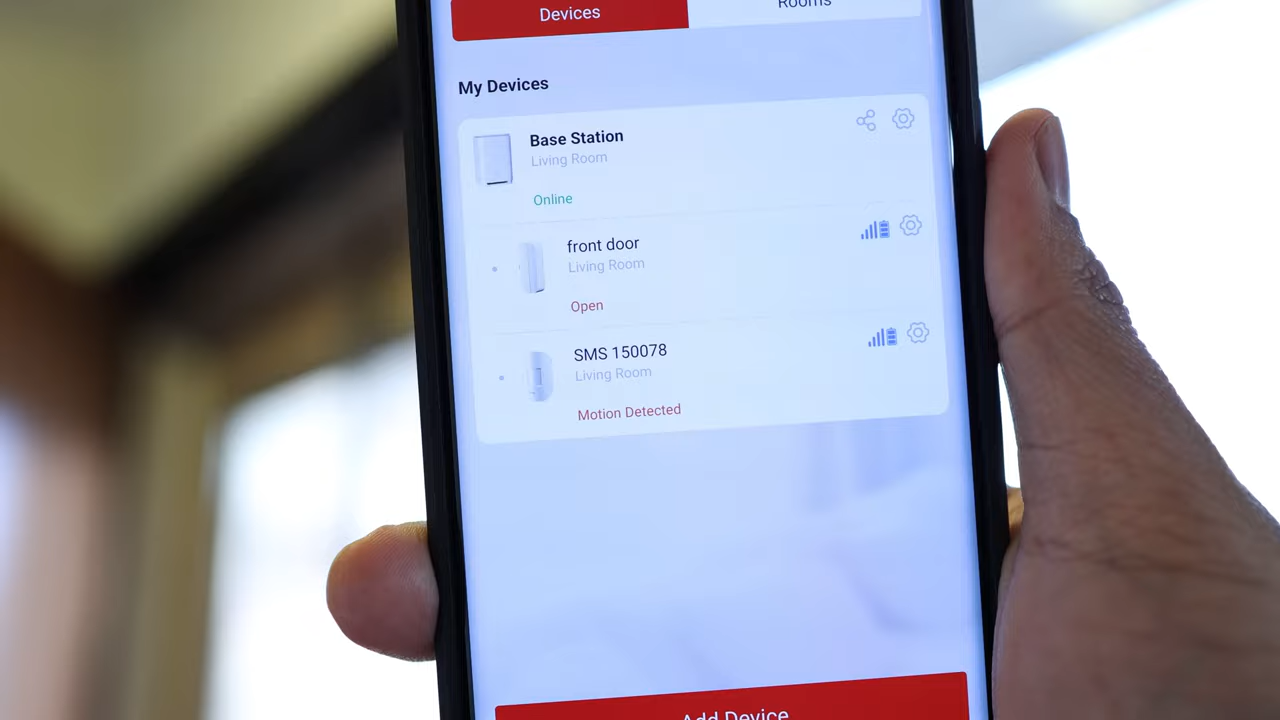 Devices
Rooms
My Devices
Base Station
Living Room
Online
front door
Living Room
Open
SMS 150078
Living Room
Motion Detected
Add Device